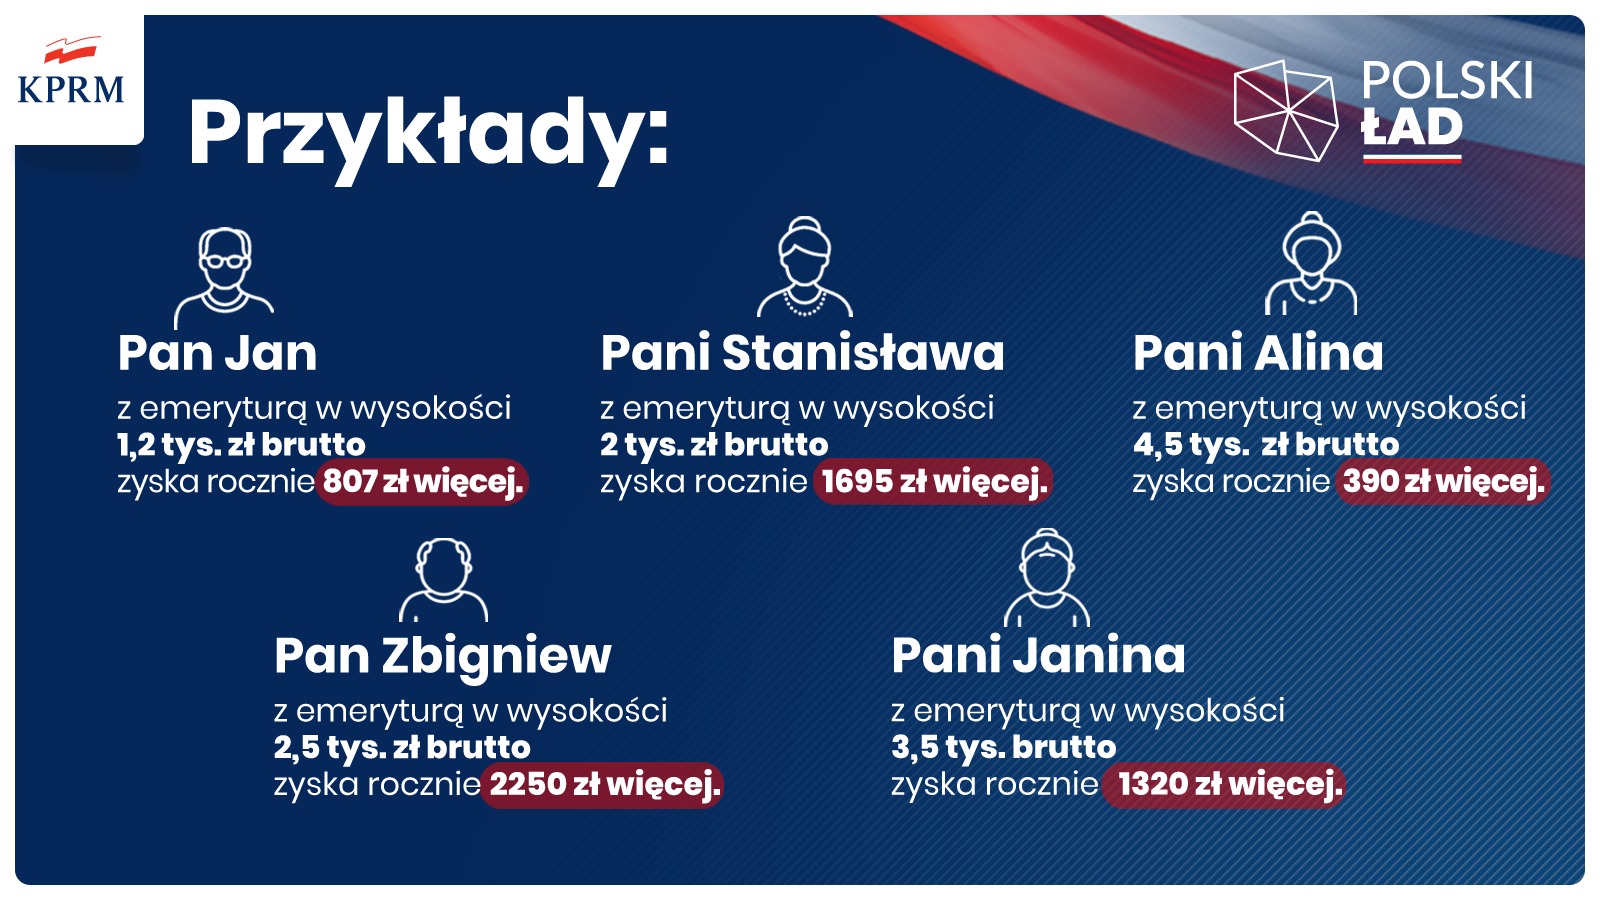 KPRM
POLSKI
ŁAD
Przykłady:
Pan Jan
z emeryturą w wysokości
1,2 tys. zł brutto
zyska rocznie 807 zł więcej.
Pani Stanisława
z emeryturą w wysokości
2 tys. zł brutto
zyska rocznie 1695 zł więcej.
Pani Alina
z emeryturą w wysokości
4,5 tys. zł brutto
zyska rocznie 390 zł więcej.
Pan Zbigniew
z emeryturą w wysokości
2,5 tys. zł brutto
zyska rocznie 2250 zł więcej.
Pani Janina
z emeryturą w wysokości
3,5 tys. brutto
zyska rocznie 1320 zł więcej.